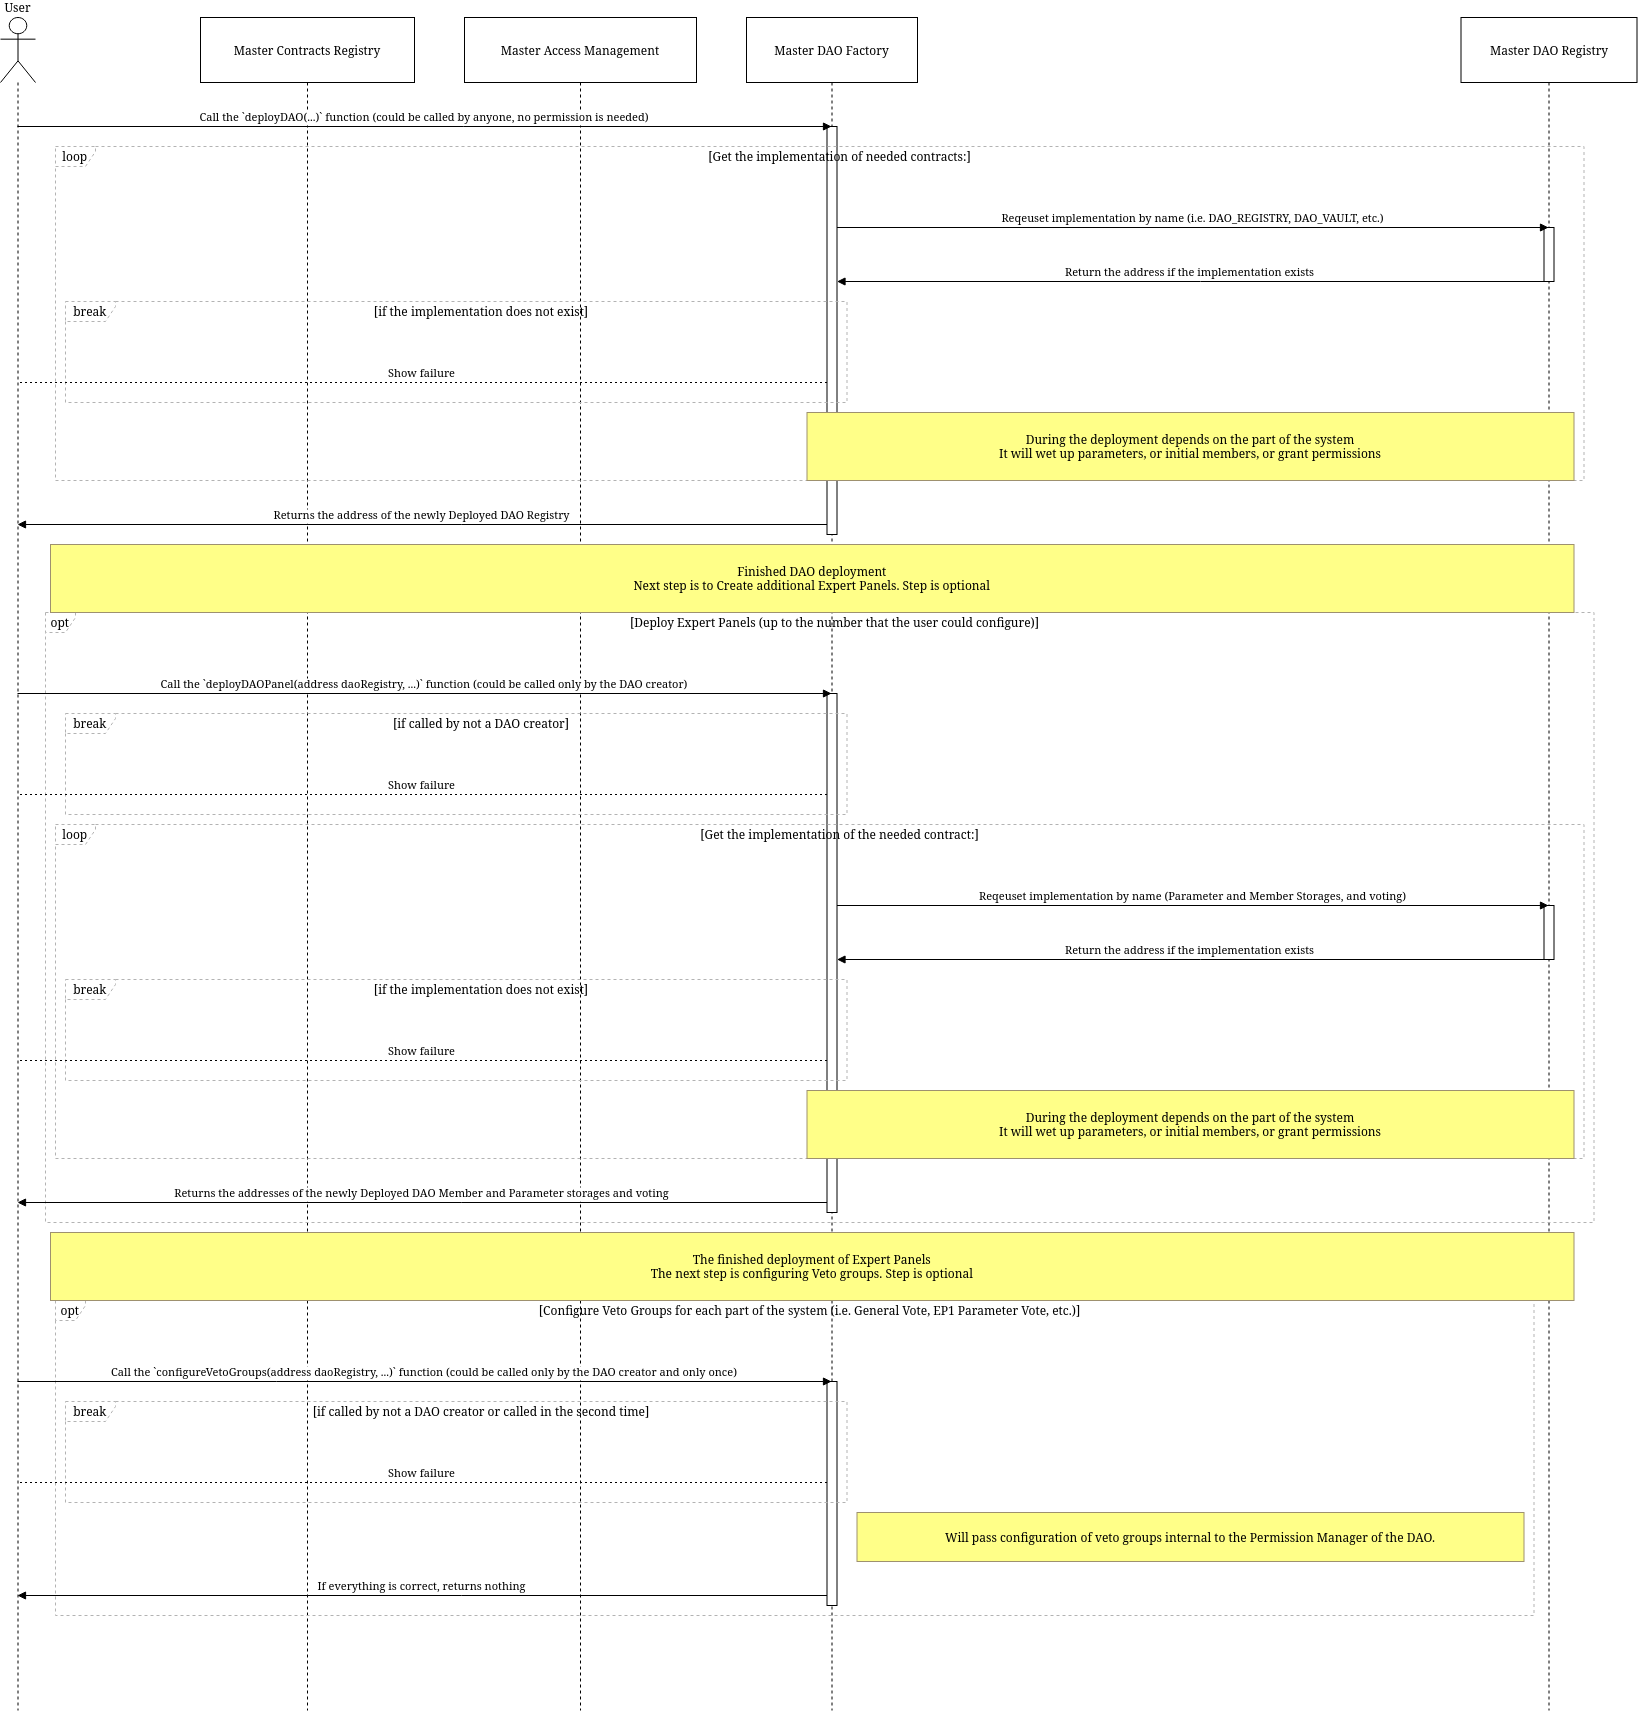 User
Master Contracts Registry
Master Access Management
Master DAO Factory
Master DAO Registry
Call the `deployDAO(...)` function (could be called by anyone, no permission is needed)
loop
[Get the implementation of needed contracts:]
Reqeuset implementation by name (i.e. DAO_REGISTRY, DAO_VAULT, etc.)
Return the address if the implementation exists
break
[if the implementation does not exist]
Show failure
During the deployment depends on the part of the system
It will wet up parameters, or initial members, or grant permissions
Returns the address of the newly Deployed DAO Registry
Finished DAO deployment
Next step is to Create additional Expert Panels. Step is optional
opt
[Deploy Expert Panels (up to the number that the user could configure)]
Call the `deployDAOPanel(address daoRegistry, ...)` function (could be called only by the DAO creator)
break
[if called by not a DAO creator]
Show failure
loop
[Get the implementation of the needed contract:]
Reqeuset implementation by name (Parameter and Member Storages, and voting)
Return the address if the implementation exists
break
[if the implementation does not exist]
Show failure
During the deployment depends on the part of the system
It will wet up parameters, or initial members, or grant permissions
Returns the addresses of the newly Deployed DAO Member and Parameter storages and voting
The finished deployment of Expert Panels
The next step is configuring Veto groups. Step is optional
opt
[Configure Veto Groups for each part of the system (i.e. General Vote, EP1 Parameter Vote, etc.)]
Call the `configureVetoGroups(address daoRegistry, ...)` function (could be called only by the DAO creator and only once)
break
[if called by not a DAO creator or called in the second time]
Show failure
Will pass configuration of veto groups internal to the Permission Manager of the DAO.
If everything is correct, returns nothing